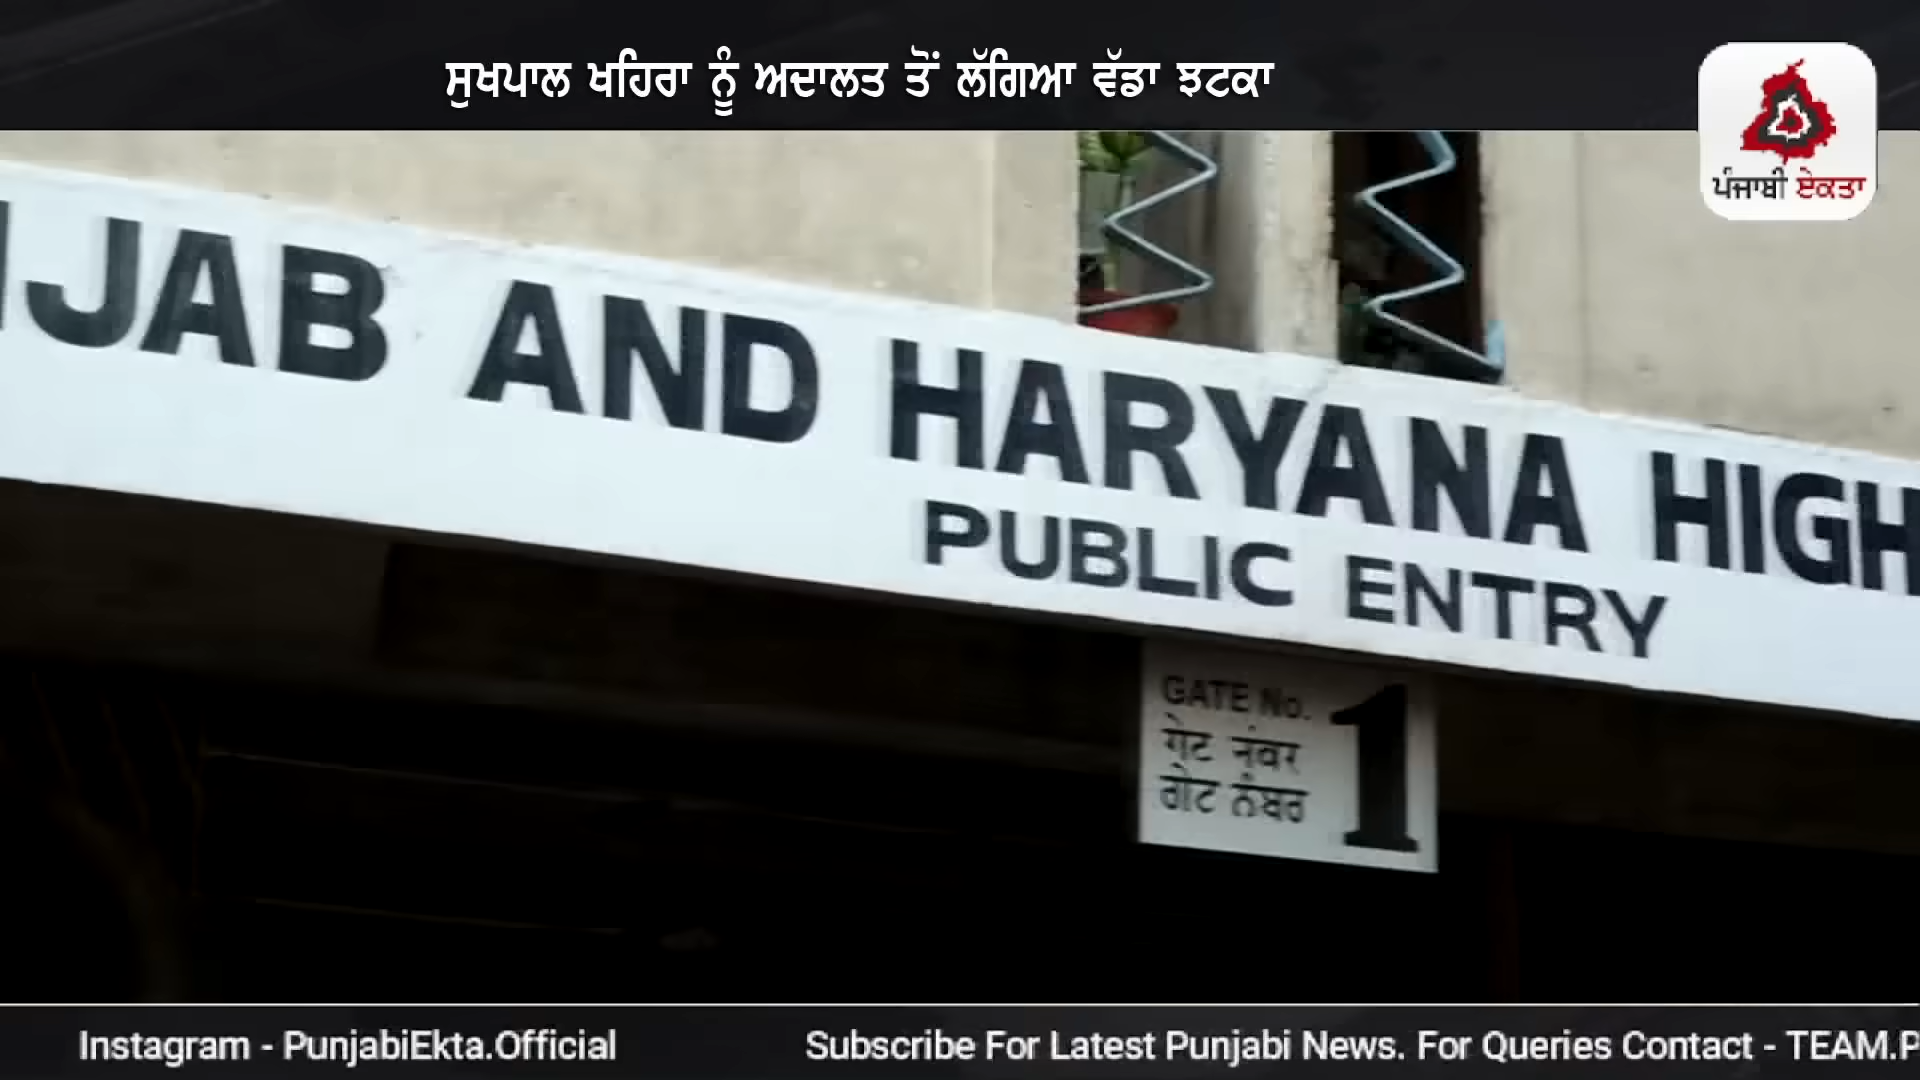 ਸੁਖਪਾਲ ਖਹਿਰਾ ਨੂੰ ਅਦਾਲਤ ਤੋਂ ਲੱਗਿਆ ਵੱਡਾ ਝਟਕਾ
ਪੰਜਾਬੀ ਏਕਤਾ
JAB AND HARYANA HIGH
PUBLIC ENTRY
GATE No. 1
गेट नंबर
ਗੇਟ ਨੰਬਰ
Instagram - PunjabiEkta.Official Subscribe For Latest Punjabi News. For Queries Contact - TEAM.P